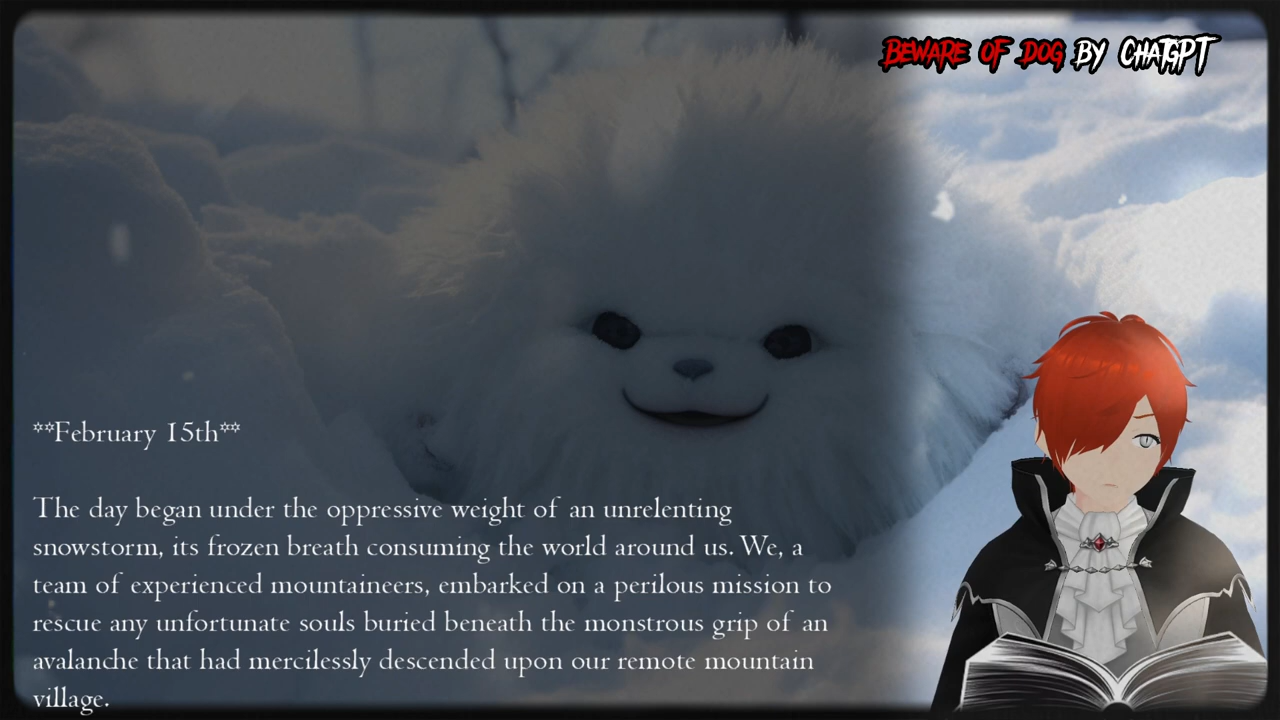 BEWARE OF DOG BY CHATGPT
**February 15th**
The day began under the oppressive weight of an unrelenting
snowstorm, its frozen breath consuming the world around us. We, a
team of experienced mountaineers, embarked on a perilous mission to
rescue any unfortunate souls buried beneath the monstrous grip of an
avalanche that had mercilessly descended upon our remote mountain
village.